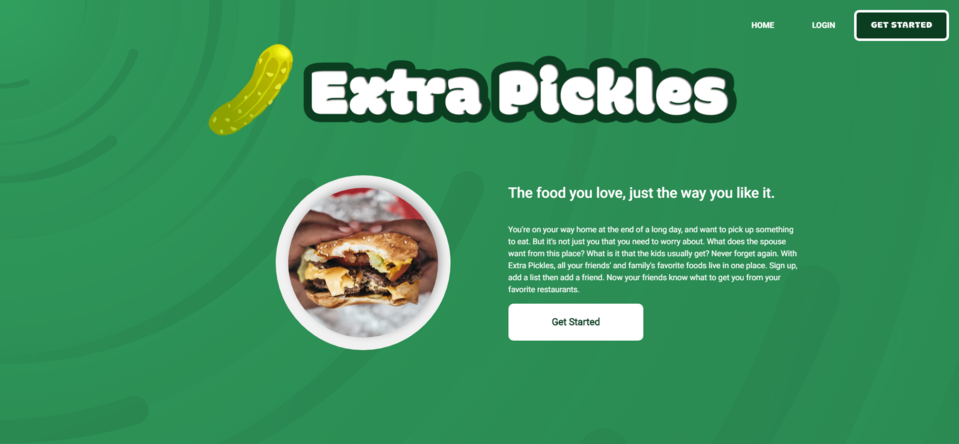 HOME LOGIN GET STARTED
Extra Pickles
The food you love, just the way you like it.
You're on your way home at the end of a long day, and want to pick up something
to eat. But it's not just you that you need to worry about. What does the spouse
want from this place? What is it that the kids usually get? Never forget again. With
Extra Pickles, all your friends' and family's favorite foods live in one place. Sign up,
add a list then add a friend. Now your friends know what to get you from your
favorite restaurants.
Get Started